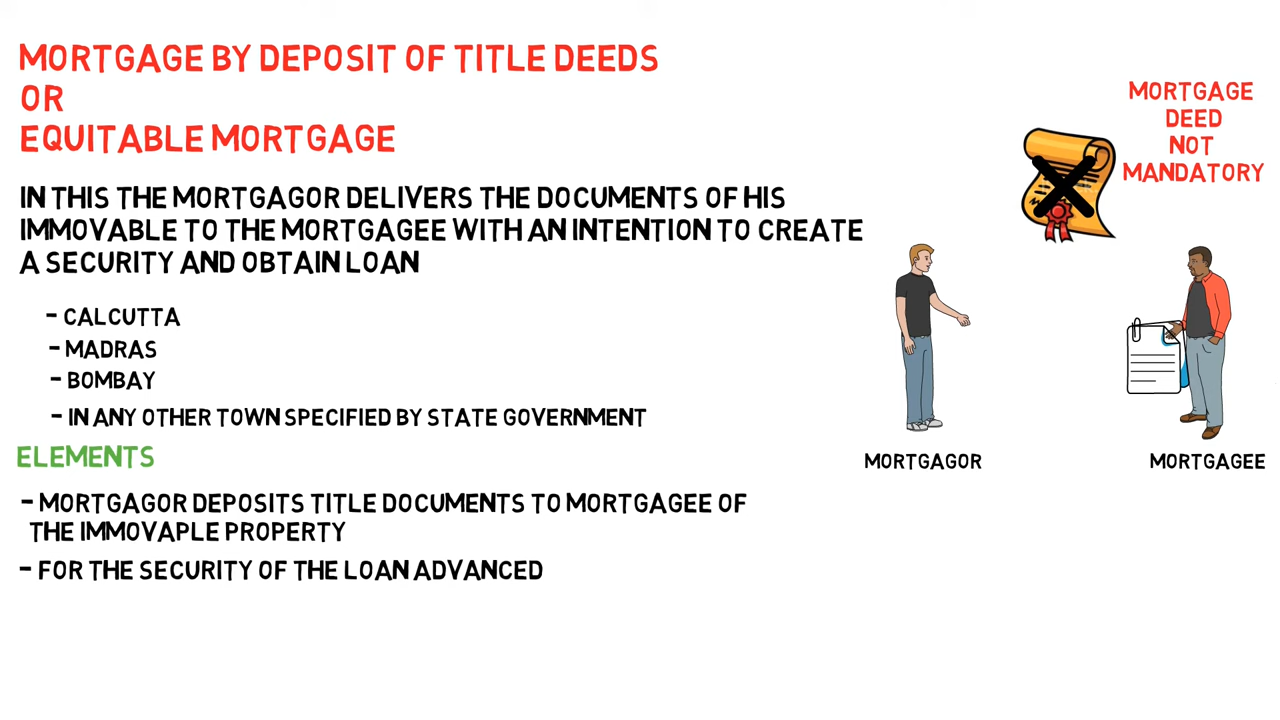 MORTGAGE BY DEPOSIT OF TITLE DEEDS
OR
EQUITABLE MORTGAGE
IN THIS THE MORTGAGOR DELIVERS THE DOCUMENTS OF HIS
IMMOVABLE TO THE MORTGAGEE WITH AN INTENTION TO CREATE
A SECURITY AND OBTAIN LOAN
- CALCUTTA
- MADRAS
- BOMBAY
- IN ANY OTHER TOWN SPECIFIED BY STATE GOVERNMENT
ELEMENTS
- MORTGAGOR DEPOSITS TITLE DOCUMENTS TO MORTGAGEE OF
THE IMMOVAPLE PROPERTY
- FOR THE SECURITY OF THE LOAN ADVANCED
MORTGAGE
DEED
NOT
MANDATORY
MORTGAGOR
MORTGAGEE